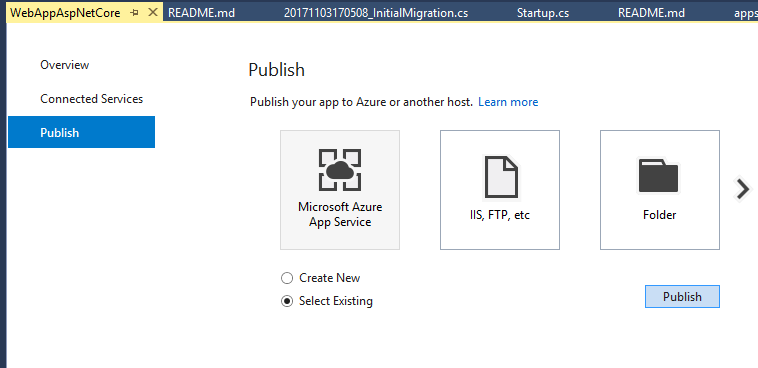 WebAppAspNetCore README.md 20171103170508_InitialMigration.cs Startup.cs README.md apps
Overview
Connected Services
Publish
Publish
Publish your app to Azure or another host. Learn more
Microsoft Azure
App Service
IIS, FTP, etc
Folder
Create New
Select Existing
Publish